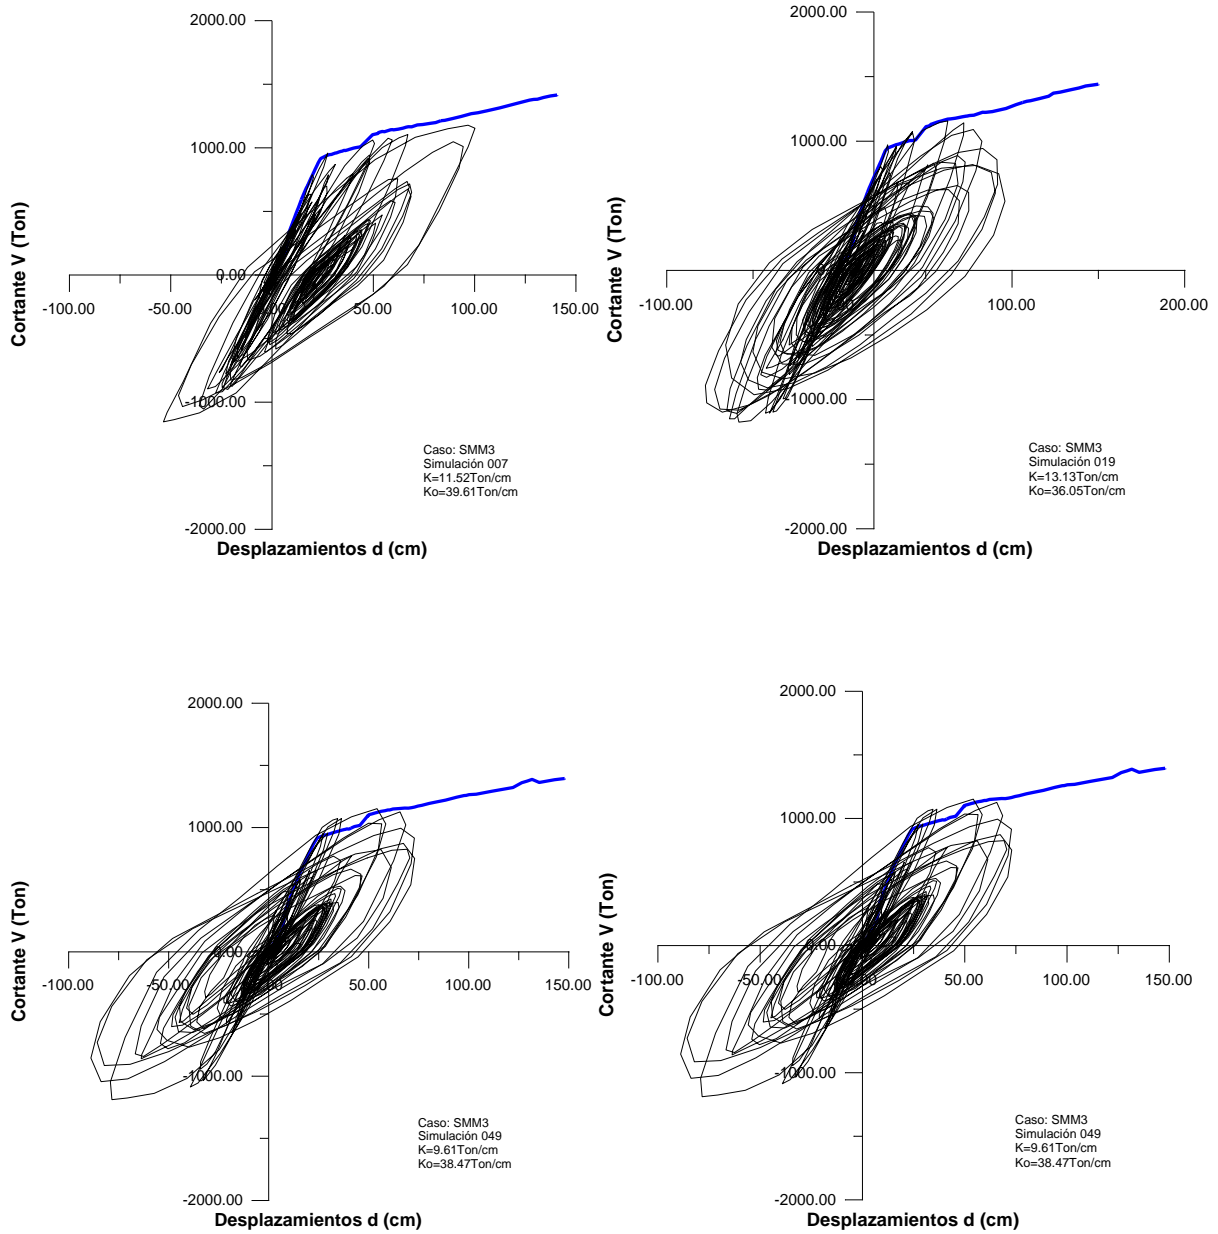 2000.00
1000.00
0.00
-1000.00
-2000.00
-100.00 -50.00 50.00 100.00 150.00
Cortante V (Ton)
Desplazamientos d (cm)
Caso: SMM3
Simulación 007
K=11.52Ton/cm
Ko=39.61Ton/cm
2000.00
1000.00
-1000.00
-2000.00
-100.00 100.00 200.00
Cortante V (Ton)
Desplazamientos d (cm)
Caso: SMM3
Simulación 019
K=13.13Ton/cm
Ko=36.05Ton/cm
2000.00
1000.00
0.00
-1000.00
-2000.00
-100.00 -50.00 50.00 100.00 150.00
Cortante V (Ton)
Desplazamientos d (cm)
Caso: SMM3
Simulación 049
K=9.61Ton/cm
Ko=38.47Ton/cm
2000.00
1000.00
0.00
-1000.00
-2000.00
-100.00 -50.00 50.00 100.00 150.00
Cortante V (Ton)
Desplazamientos d (cm)
Caso: SMM3
Simulación 049
K=9.61Ton/cm
Ko=38.47Ton/cm